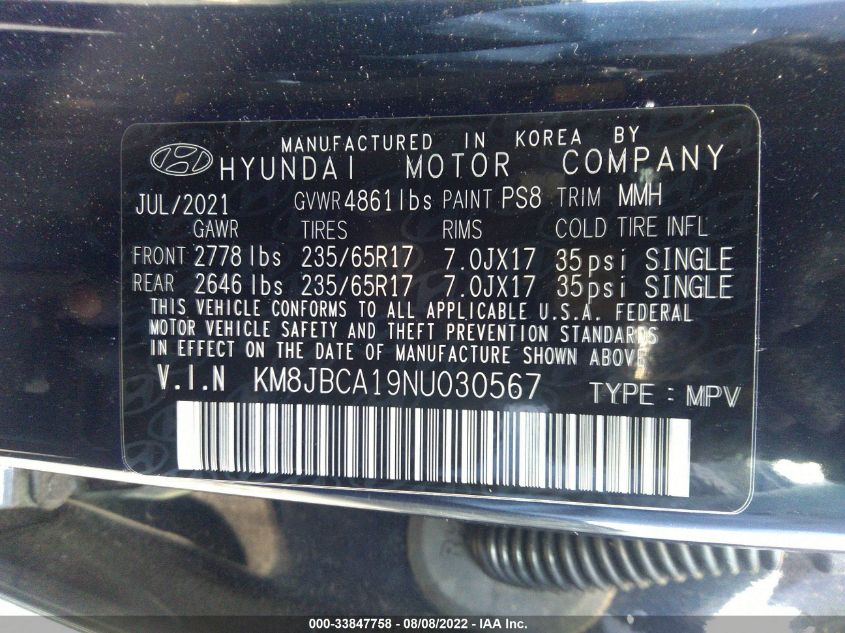 MANUFACTURED IN KOREA BY
HYUNDAI MOTOR COMPANY
JUL/2021 GVWR 4861lbs PAINT PS8 TRIM MMH
GAWR TIRES RIMS COLD TIRE INFL
FRONT 2778 lbs 235/65R17 7.0JX17 35psi SINGLE
REAR 2646 lbs 235/65R17 7.0JX17 35psi SINGLE
THIS VEHICLE CONFORMS TO ALL APPLICABLE U.S.A. FEDERAL
MOTOR VEHICLE SAFETY AND THEFT PREVENTION STANDARDS
IN EFFECT ON THE DATE OF MANUFACTURE SHOWN ABOVE
V.I.N KM8JBCA19NU030567 TYPE : MPV
000-33847758 - 08/08/2022 - IAA Inc.